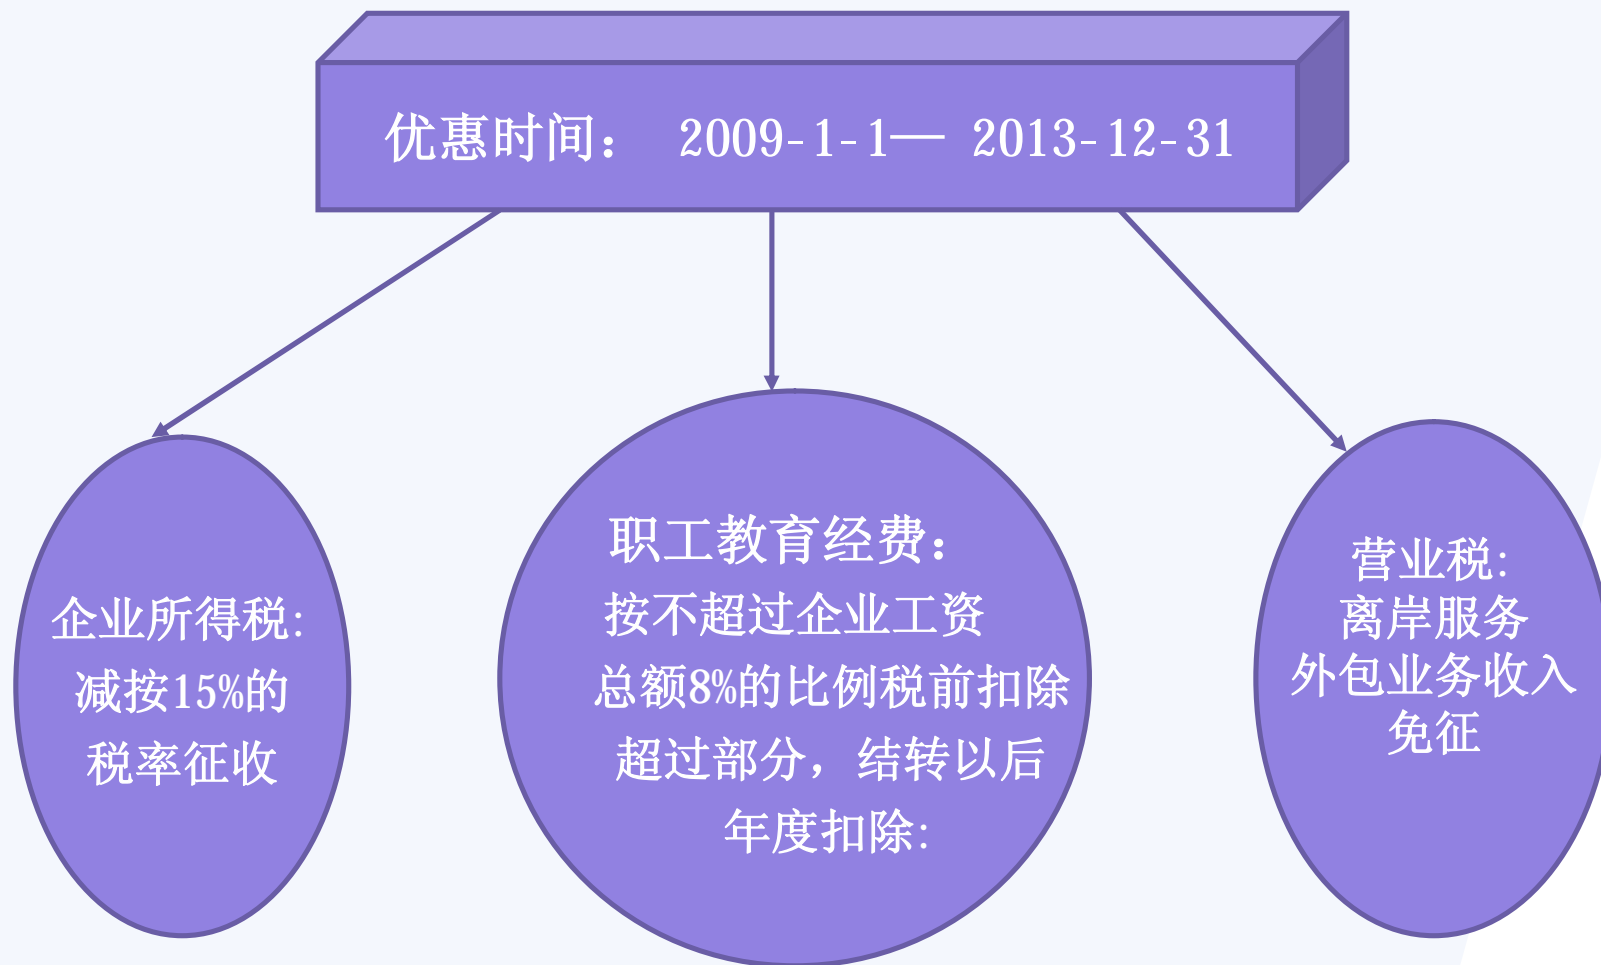 优惠时间： 2009-1-1— 2013-12-31
企业所得税:
减按15%的
税率征收
职工教育经费：
按不超过企业工资
总额8%的比例税前扣除
超过部分，结转以后
年度扣除:
营业税:
离岸服务
外包业务收入
免征